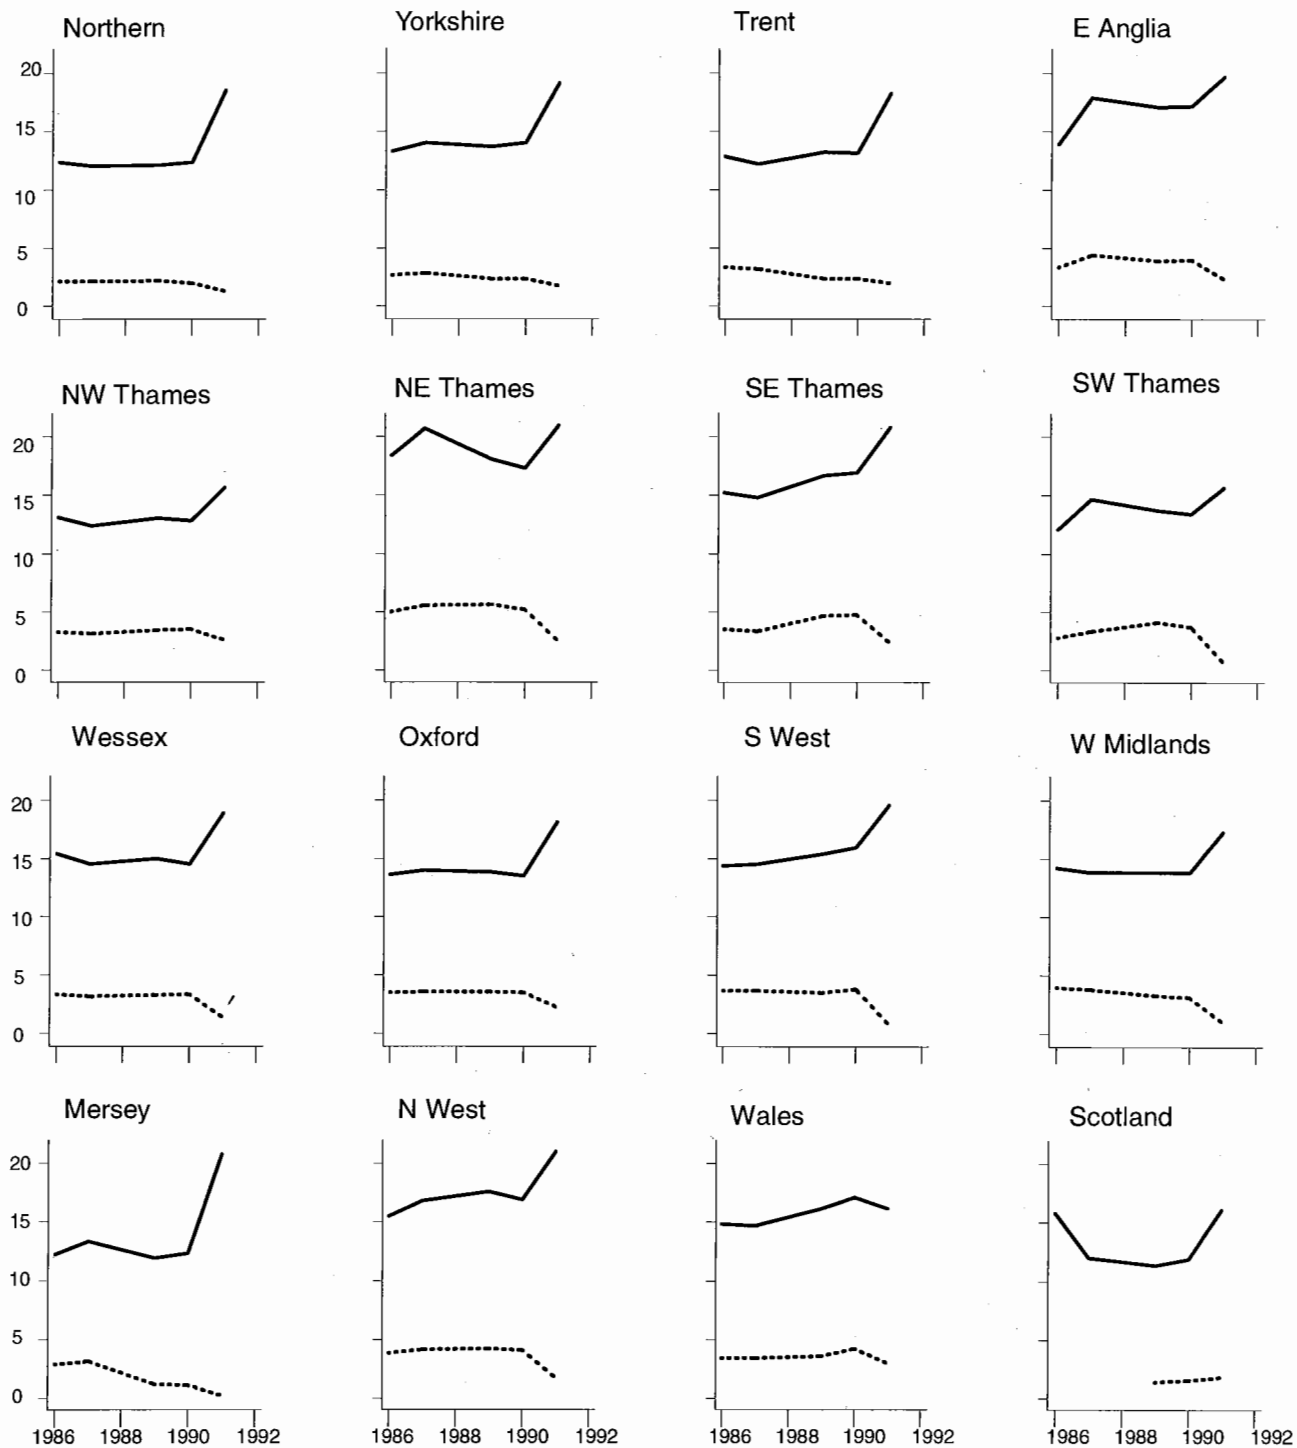 Northern
Yorkshire
Trent
E Anglia
20
15
10
5
0
NW Thames
NE Thames
SE Thames
SW Thames
20
15
10
5
0
Wessex
Oxford
S West
W Midlands
20
15
10
5
0
Mersey
N West
Wales
Scotland
20
15
10
5
0
1986 1988 1990 1992 1986 1988 1990 1992 1986 1988 1990 1992 1986 1988 1990 1992